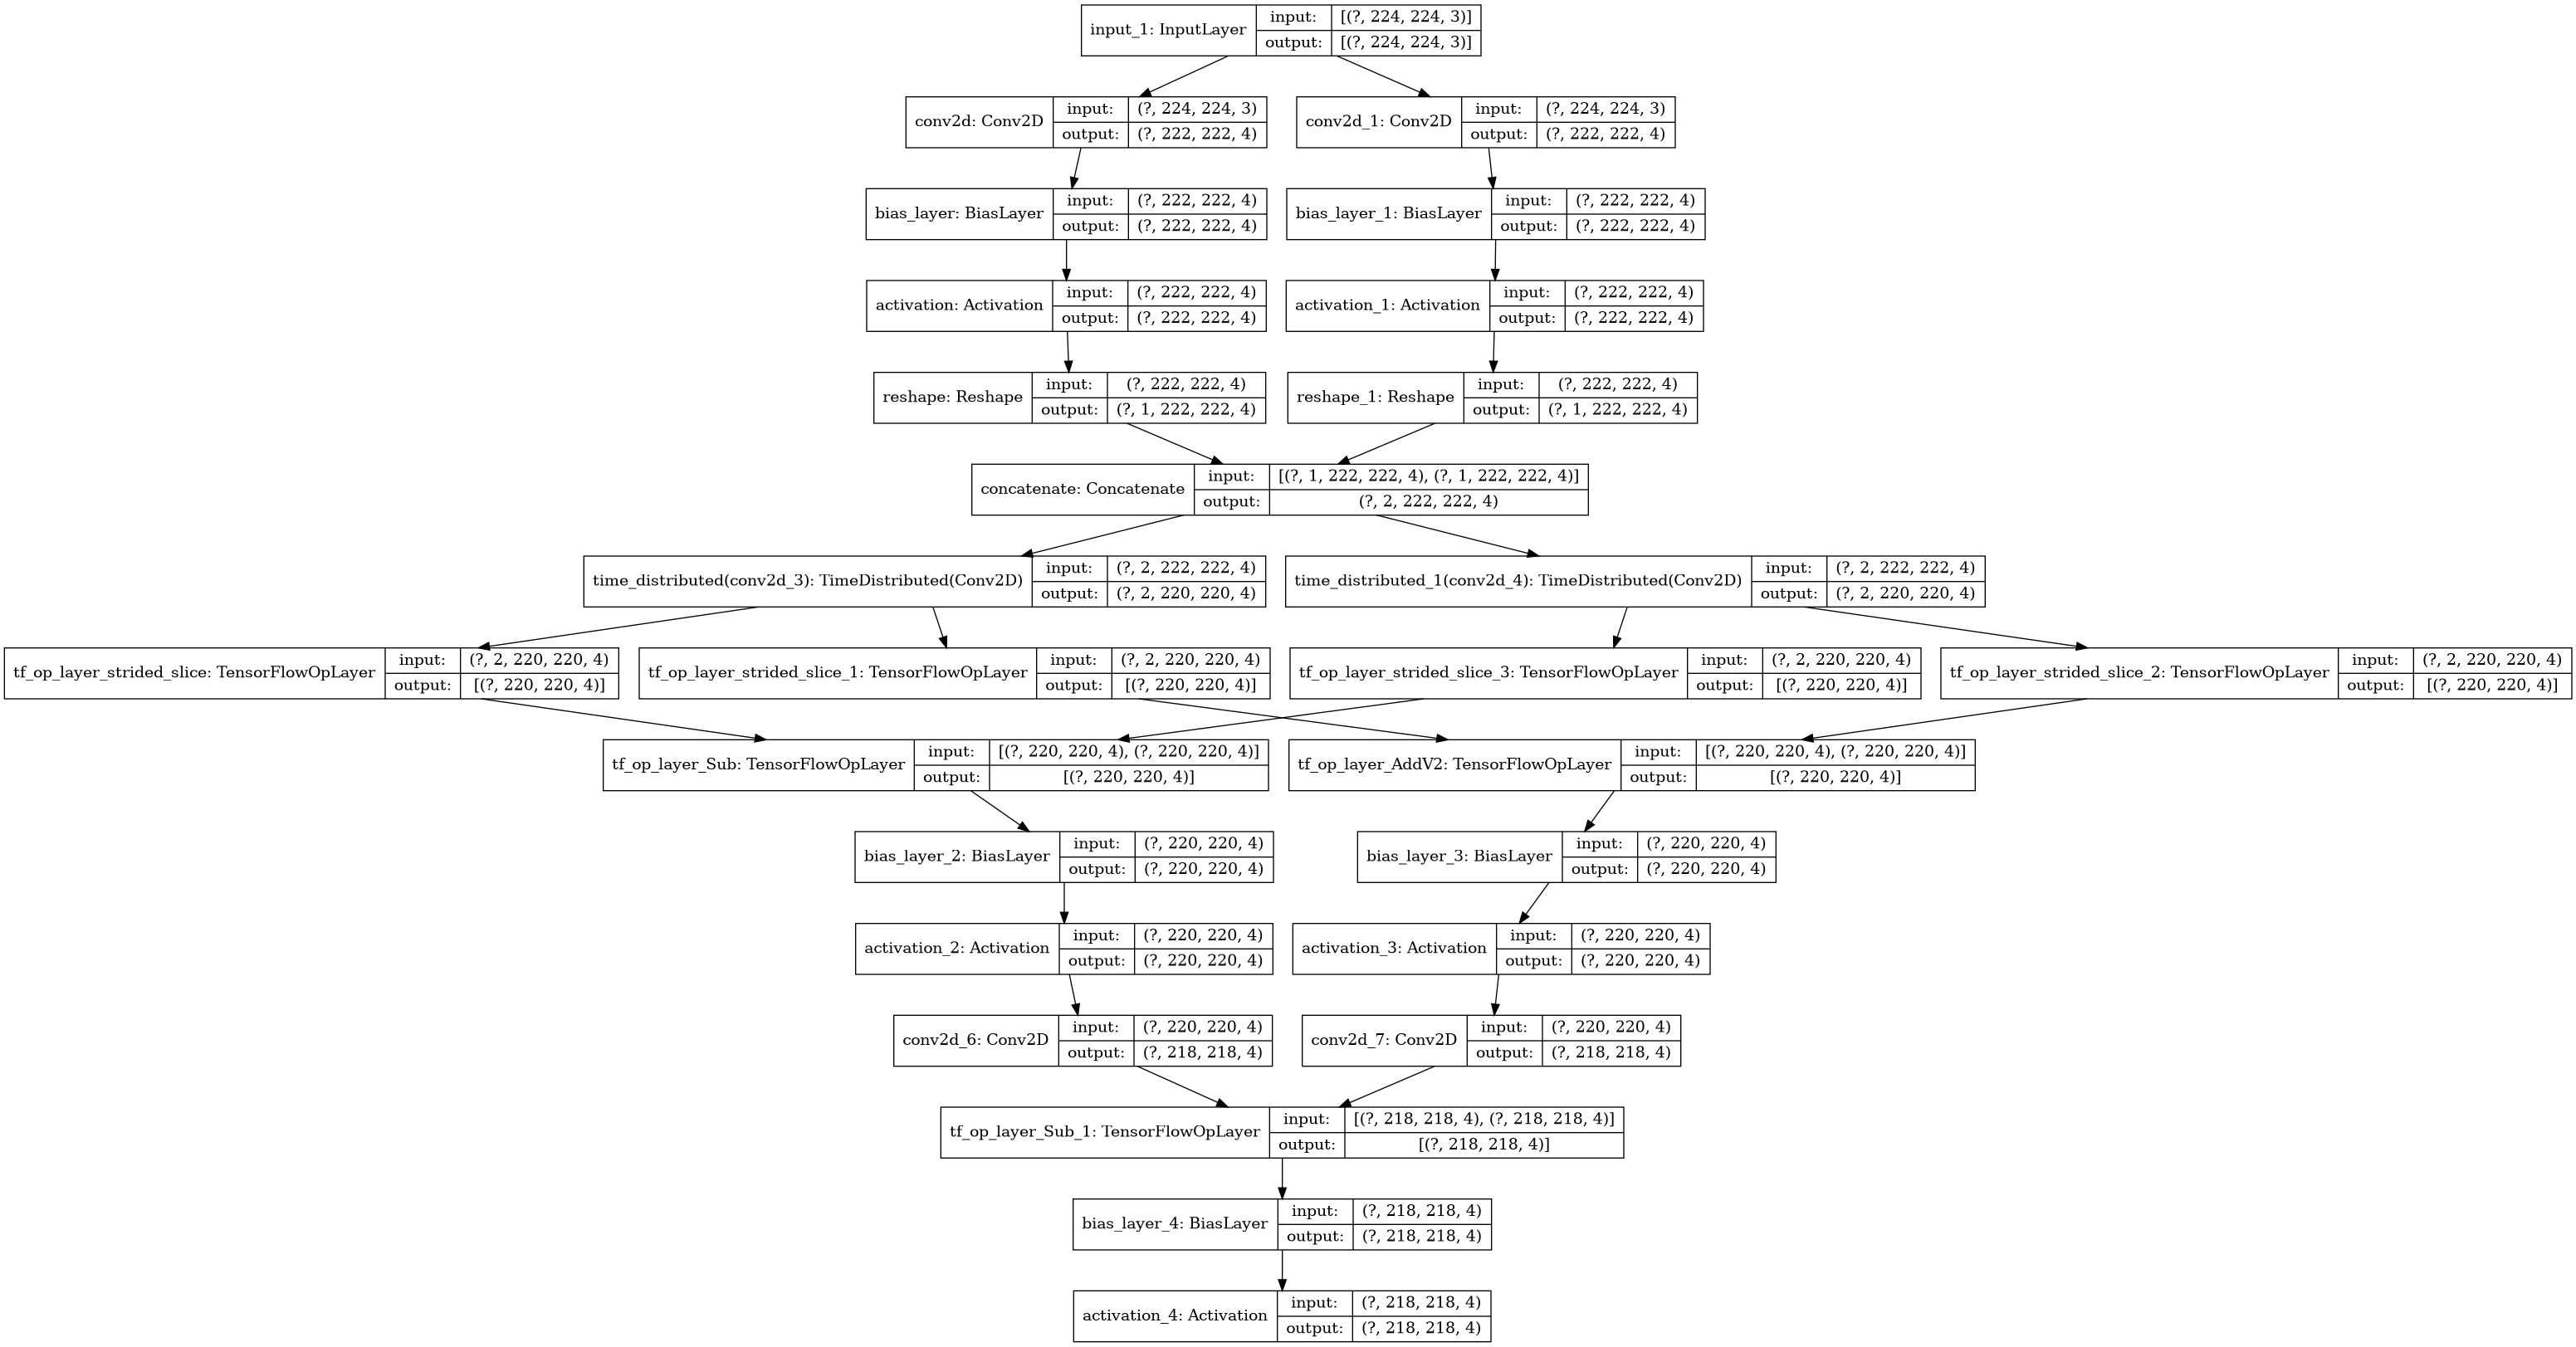 input_1: InputLayer
input: [(?, 224, 224, 3)]
output: [(?, 224, 224, 3)]
conv2d: Conv2D
input: (?, 224, 224, 3)
output: (?, 222, 222, 4)
conv2d_1: Conv2D
input: (?, 224, 224, 3)
output: (?, 222, 222, 4)
bias_layer: BiasLayer
input: (?, 222, 222, 4)
output: (?, 222, 222, 4)
bias_layer_1: BiasLayer
input: (?, 222, 222, 4)
output: (?, 222, 222, 4)
activation: Activation
input: (?, 222, 222, 4)
output: (?, 222, 222, 4)
activation_1: Activation
input: (?, 222, 222, 4)
output: (?, 222, 222, 4)
reshape: Reshape
input: (?, 222, 222, 4)
output: (?, 1, 222, 222, 4)
reshape_1: Reshape
input: (?, 222, 222, 4)
output: (?, 1, 222, 222, 4)
concatenate: Concatenate
input: [(?, 1, 222, 222, 4), (?, 1, 222, 222, 4)]
output: (?, 2, 222, 222, 4)
time_distributed(conv2d_3): TimeDistributed(Conv2D)
input: (?, 2, 222, 222, 4)
output: (?, 2, 220, 220, 4)
time_distributed_1(conv2d_4): TimeDistributed(Conv2D)
input: (?, 2, 222, 222, 4)
output: (?, 2, 220, 220, 4)
tf_op_layer_strided_slice: TensorFlowOpLayer
input: (?, 2, 220, 220, 4)
output: [(?, 220, 220, 4)]
tf_op_layer_strided_slice_1: TensorFlowOpLayer
input: (?, 2, 220, 220, 4)
output: [(?, 220, 220, 4)]
tf_op_layer_strided_slice_3: TensorFlowOpLayer
input: (?, 2, 220, 220, 4)
output: [(?, 220, 220, 4)]
tf_op_layer_strided_slice_2: TensorFlowOpLayer
input: (?, 2, 220, 220, 4)
output: [(?, 220, 220, 4)]
tf_op_layer_Sub: TensorFlowOpLayer
input: [(?, 220, 220, 4), (?, 220, 220, 4)]
output: [(?, 220, 220, 4)]
tf_op_layer_AddV2: TensorFlowOpLayer
input: [(?, 220, 220, 4), (?, 220, 220, 4)]
output: [(?, 220, 220, 4)]
bias_layer_2: BiasLayer
input: (?, 220, 220, 4)
output: (?, 220, 220, 4)
bias_layer_3: BiasLayer
input: (?, 220, 220, 4)
output: (?, 220, 220, 4)
activation_2: Activation
input: (?, 220, 220, 4)
output: (?, 220, 220, 4)
activation_3: Activation
input: (?, 220, 220, 4)
output: (?, 220, 220, 4)
conv2d_6: Conv2D
input: (?, 220, 220, 4)
output: (?, 218, 218, 4)
conv2d_7: Conv2D
input: (?, 220, 220, 4)
output: (?, 218, 218, 4)
tf_op_layer_Sub_1: TensorFlowOpLayer
input: [(?, 218, 218, 4), (?, 218, 218, 4)]
output: [(?, 218, 218, 4)]
bias_layer_4: BiasLayer
input: (?, 218, 218, 4)
output: (?, 218, 218, 4)
activation_4: Activation
input: (?, 218, 218, 4)
output: (?, 218, 218, 4)